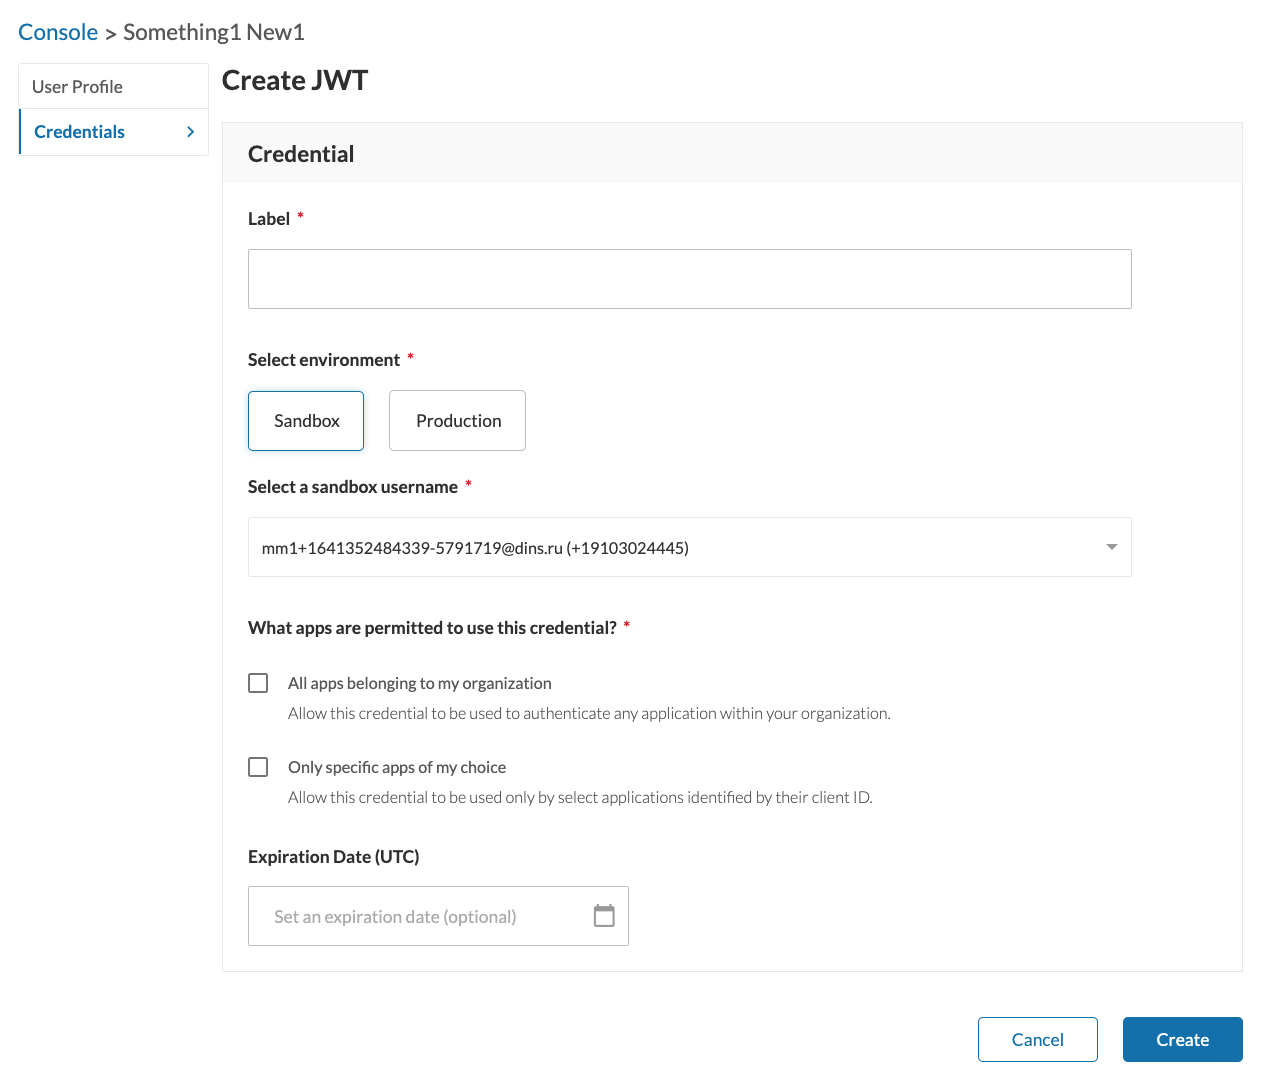 Console > Something1 New1
User Profile
Credentials
Create JWT
Credential
Label *
Select environment *
Sandbox
Production
Select a sandbox username *
mm1+1641352484339-5791719@dins.ru (+19103024445)
What apps are permitted to use this credential? *
All apps belonging to my organization
Allow this credential to be used to authenticate any application within your organization.
Only specific apps of my choice
Allow this credential to be used only by select applications identified by their client ID.
Expiration Date (UTC)
Set an expiration date (optional)
Cancel
Create